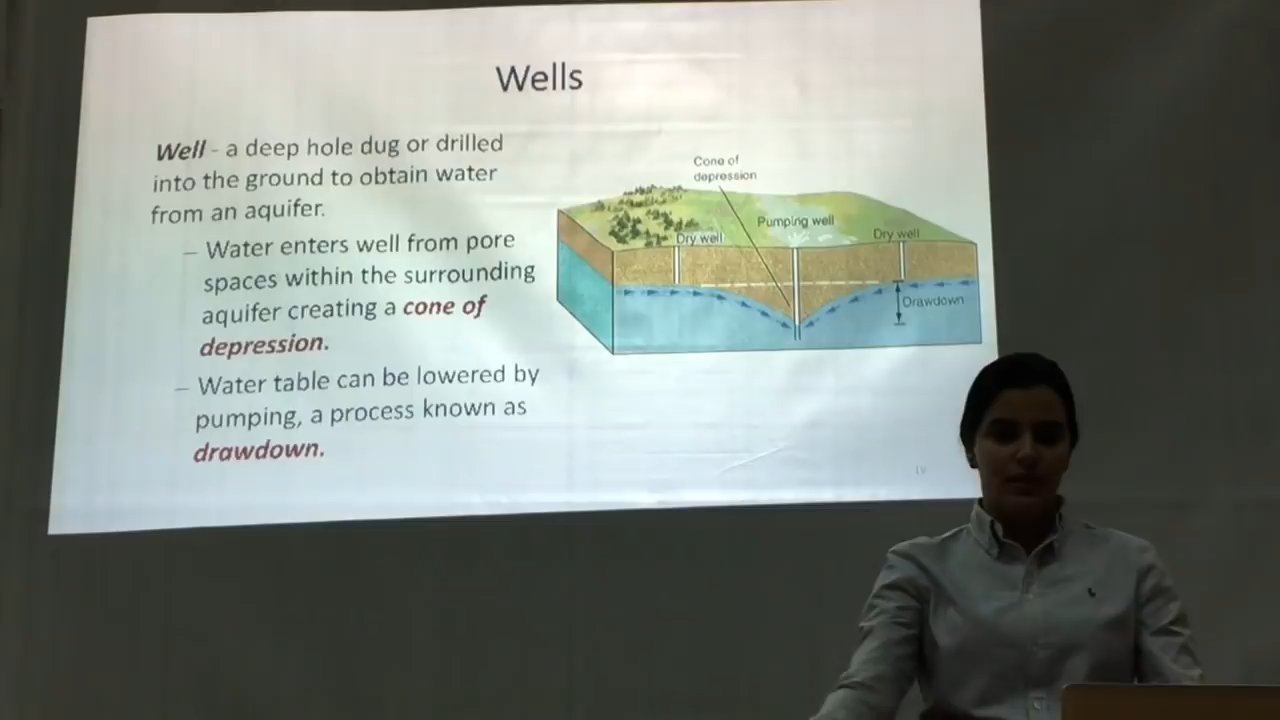 Wells
Well - a deep hole dug or drilled
into the ground to obtain water
from an aquifer.
– Water enters well from pore
spaces within the surrounding
aquifer creating a cone of
depression.
– Water table can be lowered by
pumping, a process known as
drawdown.
Cone of
depression
Pumping well
Dry well
Dry well
Drawdown
19